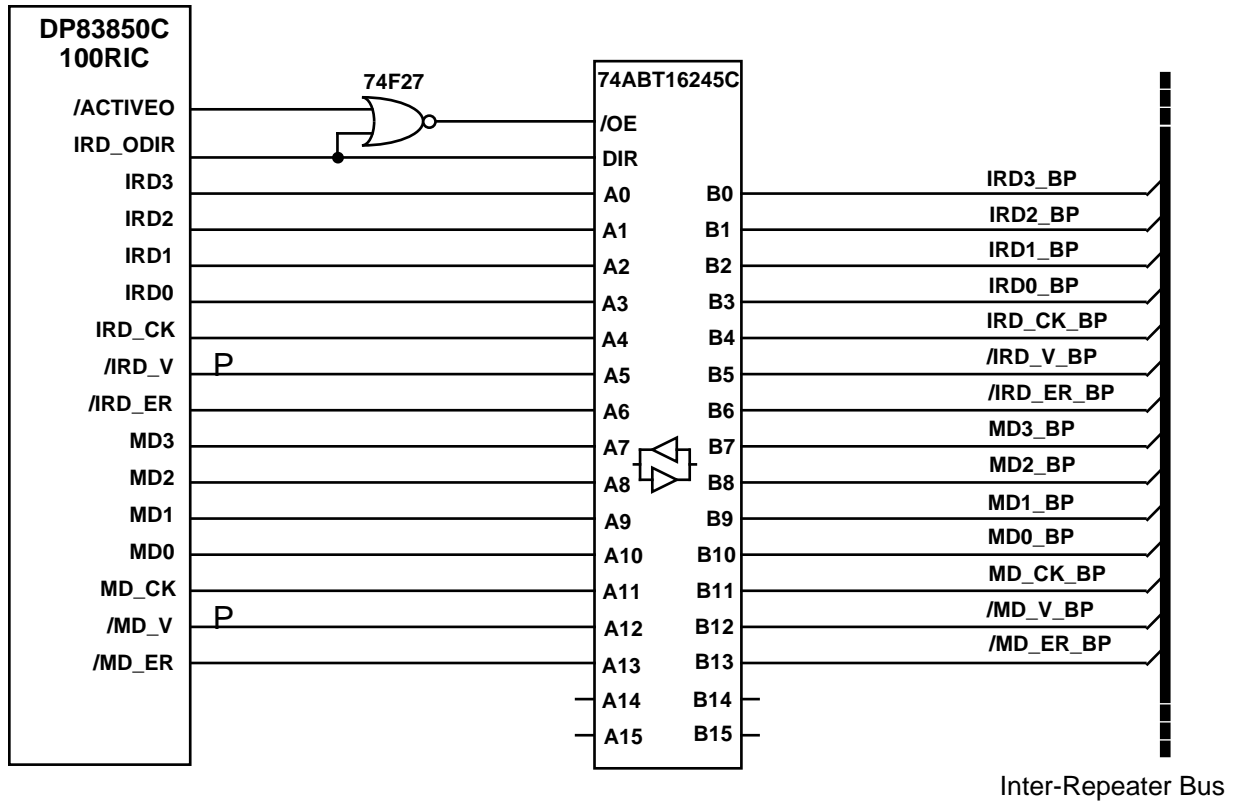 DP83850C
100RIC
74F27
74ABT16245C
/ACTIVEO
/OE
IRD_ODIR
DIR
IRD3
A0
B0
IRD3_BP
IRD2
A1
B1
IRD2_BP
IRD1
A2
B2
IRD1_BP
IRD0
A3
B3
IRD0_BP
IRD_CK
A4
B4
IRD_CK_BP
/IRD_V
P
A5
B5
/IRD_V_BP
/IRD_ER
A6
B6
/IRD_ER_BP
MD3
A7
B7
MD3_BP
MD2
A8
B8
MD2_BP
MD1
A9
B9
MD1_BP
MD0
A10
B10
MD0_BP
MD_CK
A11
B11
MD_CK_BP
/MD_V
P
A12
B12
/MD_V_BP
/MD_ER
A13
B13
/MD_ER_BP
A14
B14
A15
B15
Inter-Repeater Bus